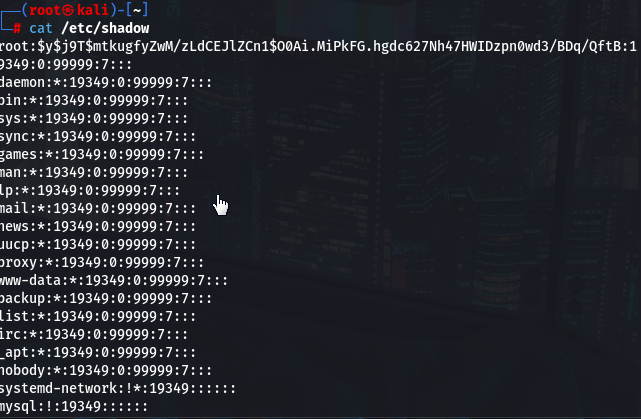 (root㉿kali)-[~]
# cat /etc/shadow
root:$y$j9T$mtkugfyZwM/zLdCEJlZCn1$O0Ai.MiPkFG.hgdc627Nh47HWIDzpn0wd3/BDq/QftB:1
9349:0:99999:7:::
daemon:*:19349:0:99999:7:::
bin:*:19349:0:99999:7:::
sys:*:19349:0:99999:7:::
sync:*:19349:0:99999:7:::
games:*:19349:0:99999:7:::
man:*:19349:0:99999:7:::
lp:*:19349:0:99999:7:::
mail:*:19349:0:99999:7:::
news:*:19349:0:99999:7:::
uucp:*:19349:0:99999:7:::
proxy:*:19349:0:99999:7:::
www-data:*:19349:0:99999:7:::
backup:*:19349:0:99999:7:::
list:*:19349:0:99999:7:::
irc:*:19349:0:99999:7:::
_apt:*:19349:0:99999:7:::
nobody:*:19349:0:99999:7:::
systemd-network:!*:19349::::::
mysql:!:19349::::::